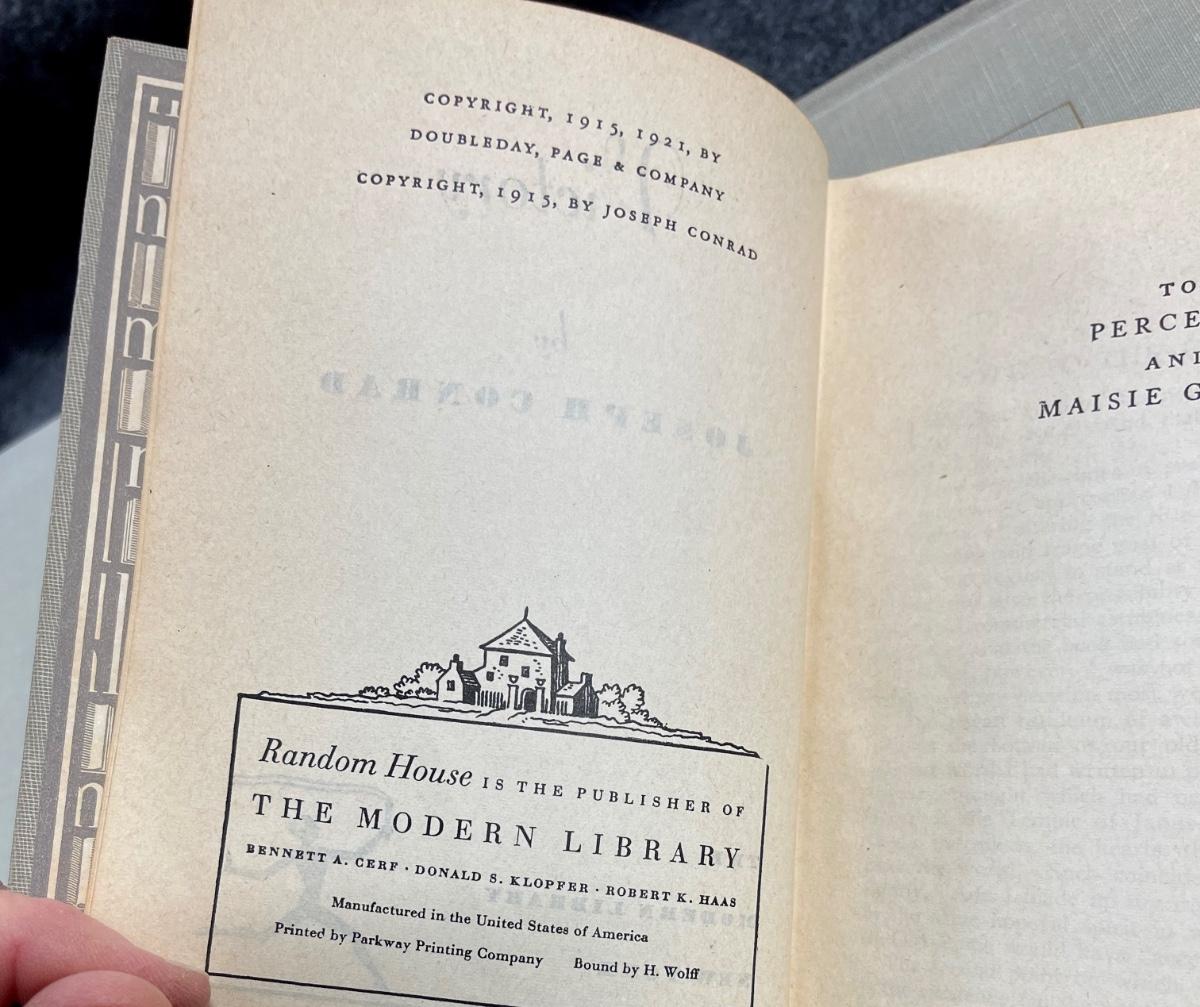 COPYRIGHT, 1915, 1921, BY
DOUBLEDAY, PAGE & COMPANY
COPYRIGHT, 1915, BY JOSEPH CONRAD
Random House IS THE PUBLISHER OF
THE MODERN LIBRARY
BENNETT A. CERF · DONALD S. KLOPFER · ROBERT K. HAAS
Manufactured in the United States of America
Printed by Parkway Printing Company Bound by H. Wolff
TO
PERCE
AND
MAISIE G